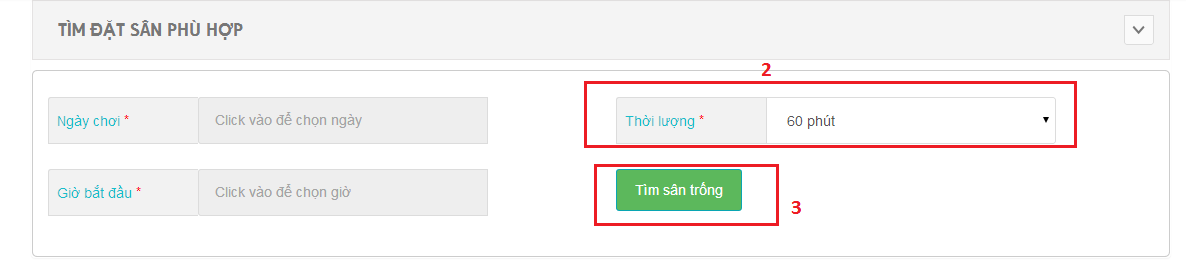 TÌM ĐẶT SÂN PHÙ HỢP
2
Ngày chơi * Click vào để chọn ngày
Thời lượng * 60 phút
Giờ bắt đầu * Click vào để chọn giờ
Tìm sân trống
3